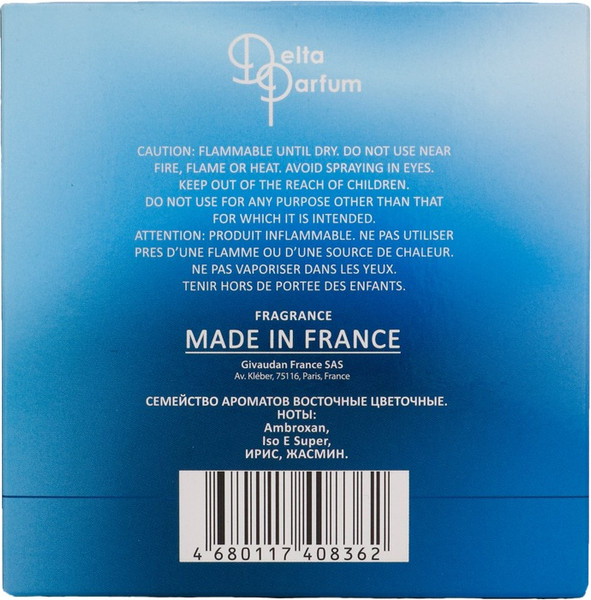 Delta
Parfum
CAUTION: FLAMMABLE UNTIL DRY. DO NOT USE NEAR
FIRE, FLAME OR HEAT. AVOID SPRAYING IN EYES.
KEEP OUT OF THE REACH OF CHILDREN.
DO NOT USE FOR ANY PURPOSE OTHER THAN THAT
FOR WHICH IT IS INTENDED.
ATTENTION: PRODUIT INFLAMMABLE. NE PAS UTILISER
PRES D’UNE FLAMME OU D’UNE SOURCE DE CHALEUR.
NE PAS VAPORISER DANS LES YEUX.
TENIR HORS DE PORTEE DES ENFANTS.
FRAGRANCE
MADE IN FRANCE
Givaudan France SAS
Av. Kléber, 75116, Paris, France
СЕМЕЙСТВО АРОМАТОВ ВОСТОЧНЫЕ ЦВЕТОЧНЫЕ.
НОТЫ:
Ambroxan,
Iso E Super,
ИРИС, ЖАСМИН.
4 680117 408362